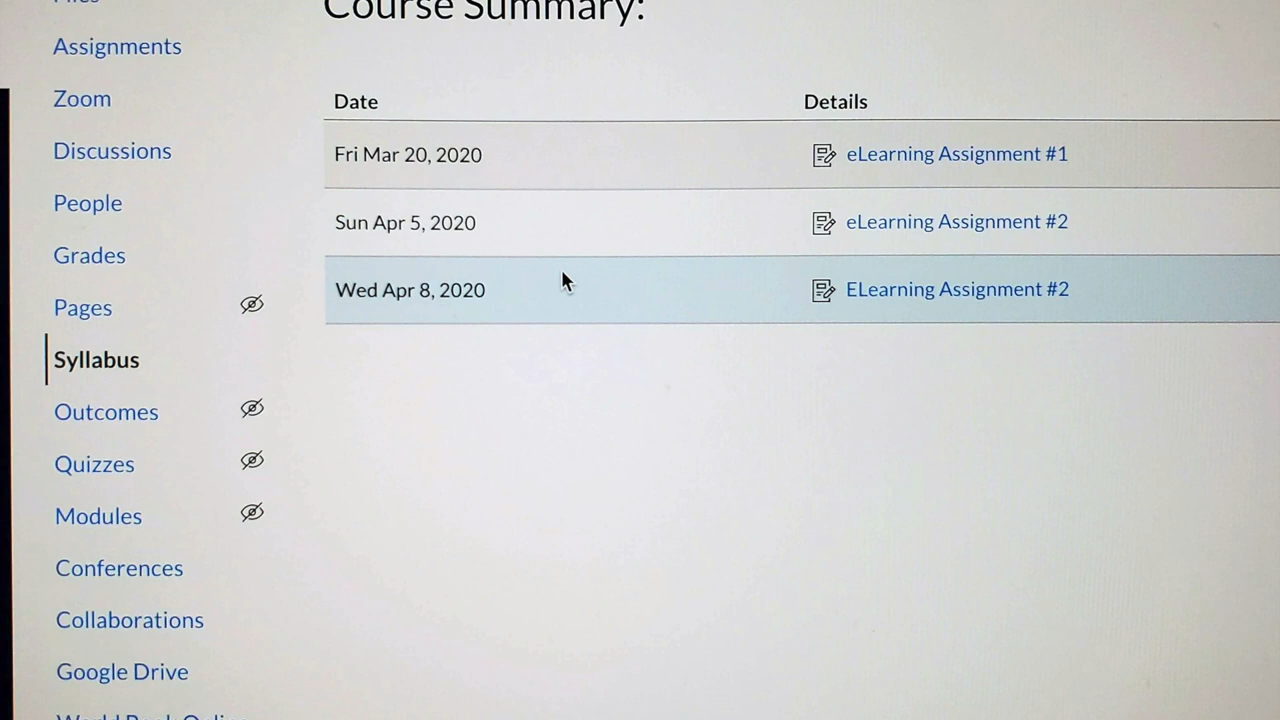 Course Summary:
Assignments
Zoom
Discussions
People
Grades
Pages
Syllabus
Outcomes
Quizzes
Modules
Conferences
Collaborations
Google Drive
Date Details
Fri Mar 20, 2020 eLearning Assignment #1
Sun Apr 5, 2020 eLearning Assignment #2
Wed Apr 8, 2020 ELearning Assignment #2